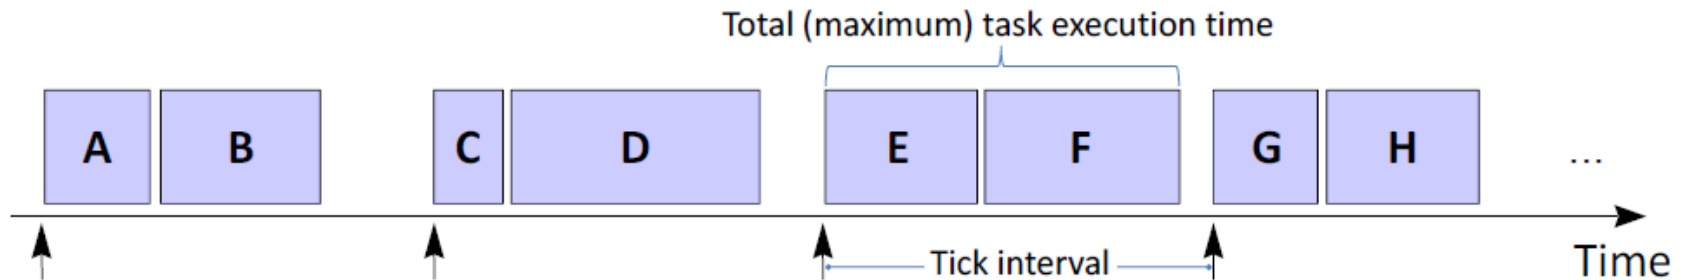 Total (maximum) task execution time
A B C D E F G H ...
Tick interval
Time